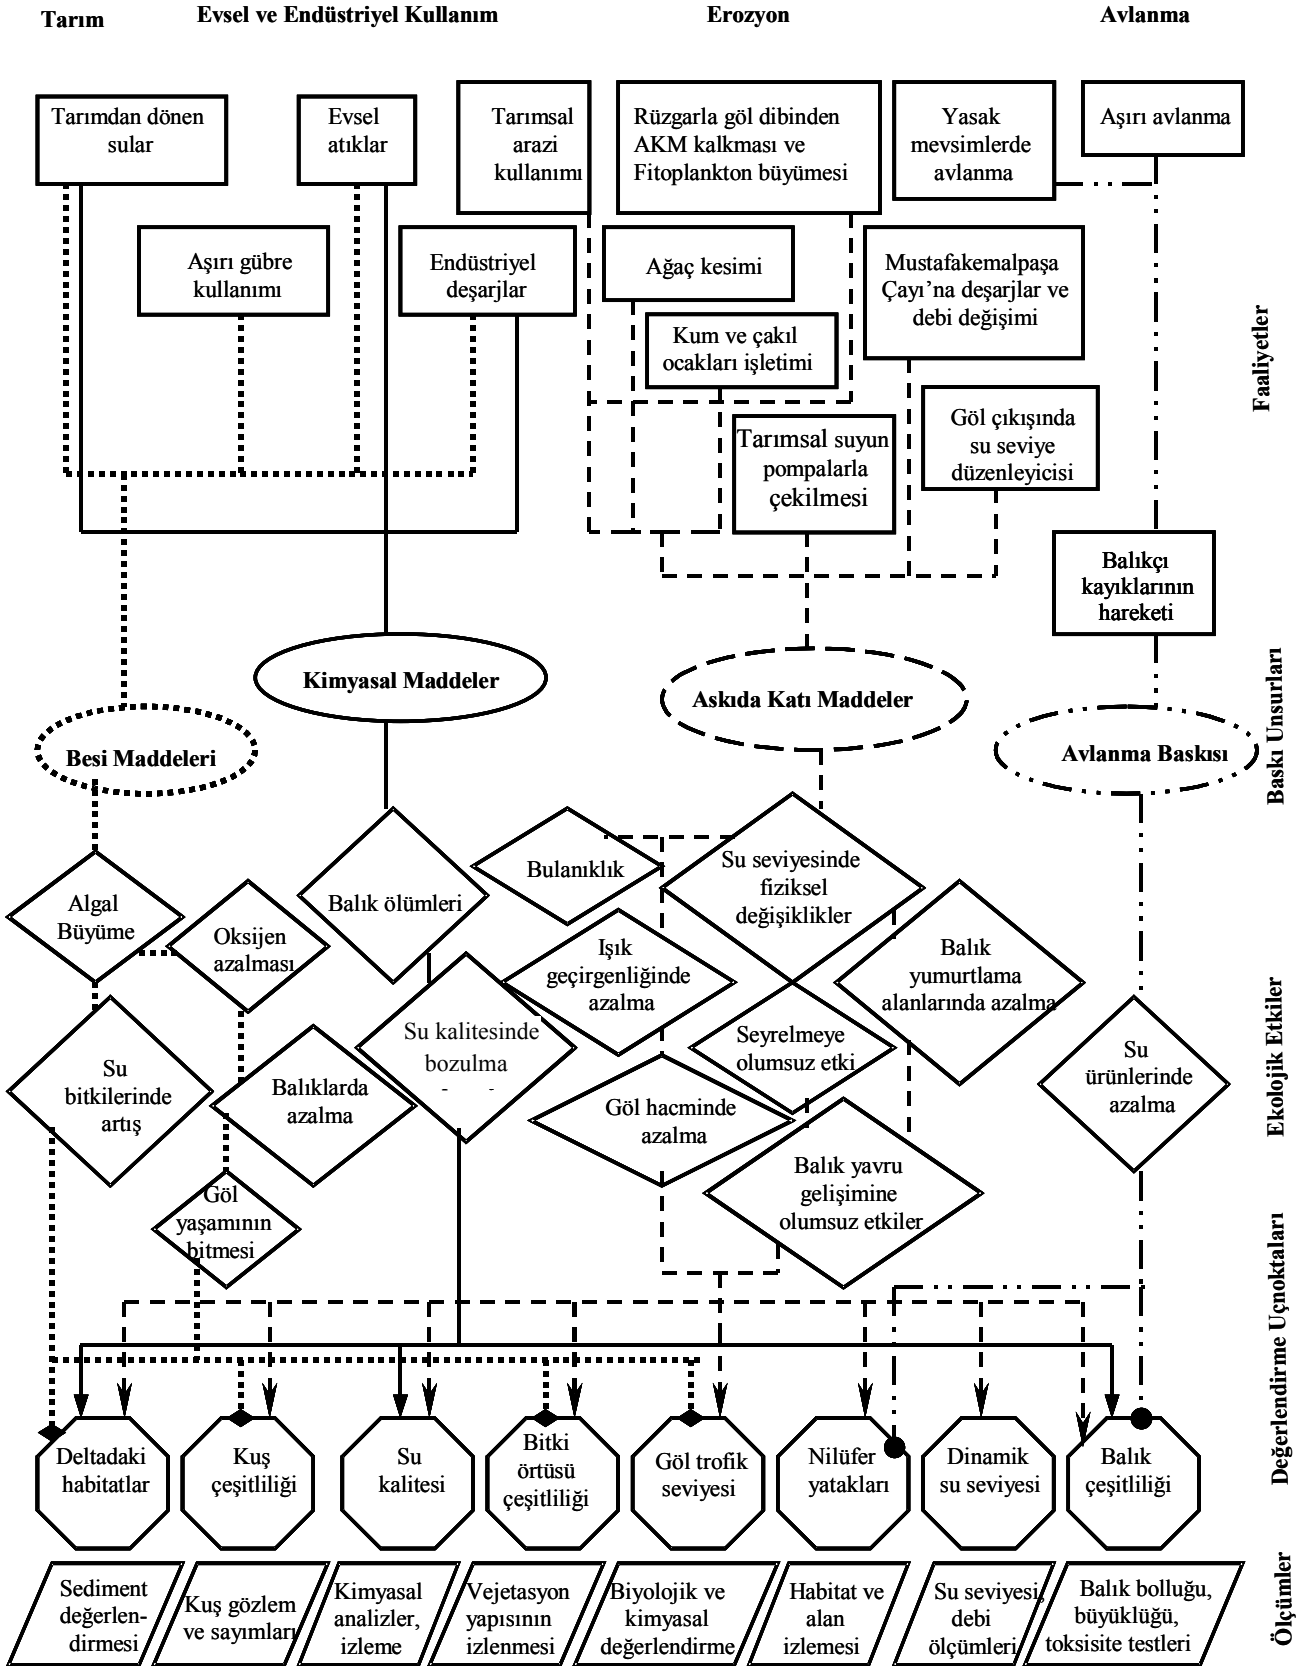 Tarım
Evsel ve Endüstriyel Kullanım
Erozyon
Avlanma
Tarımdan dönen
sular
Evsel
atıklar
Tarımsal
arazi
kullanımı
Rüzgarla göl dibinden
AKM kalkması ve
Fitoplankton büyümesi
Yasak
mevsimlerde
avlanma
Aşırı avlanma
Aşırı gübre
kullanımı
Endüstriyel
deşarjlar
Ağaç kesimi
Mustafakemalpaşa
Çayı’na deşarjlar ve
debi değişimi
Kum ve çakıl
ocakları işletimi
Tarımsal suyun
pompalarla
çekilmesi
Göl çıkışında
su seviye
düzenleyicisi
Balıkçı
kayıklarının
hareketi
Faaliyetler
Kimyasal Maddeler
Askıda Katı Maddeler
Besi Maddeleri
Avlanma Baskısı
Baskı Unsurları
Algal
Büyüme
Oksijen
azalması
Balık ölümleri
Bulanıklık
Su seviyesinde
fiziksel
değişiklikler
Işık
geçirgenliğinde
azalma
Balık
yumurtlama
alanlarında azalma
Su kalitesinde
bozulma
Seyrelmeye
olumsuz etki
Su
bitkilerinde
artış
Balıklarda
azalma
Göl hacminde
azalma
Su
ürünlerinde
azalma
Göl
yaşamının
bitmesi
Balık yavru
gelişimine
olumsuz etkiler
Ekolojik Etkiler
Deltadaki
habitatlar
Kuş
çeşitliliği
Su
kalitesi
Bitki
örtüsü
çeşitliliği
Göl trofik
seviyesi
Nilüfer
yatakları
Dinamik
su seviyesi
Balık
çeşitliliği
Değerlendirme Uçnoktaları
Sediment
değerlen-
dirmesi
Kuş gözlem
ve sayımları
Kimyasal
analizler,
izleme
Vejetasyon
yapısının
izlenmesi
Biyolojik ve
kimyasal
değerlendirme
Habitat ve
alan
izlemesi
Su seviyesi,
debi
ölçümleri
Balık bolluğu,
büyüklüğü,
toksisite testleri
Ölçümler